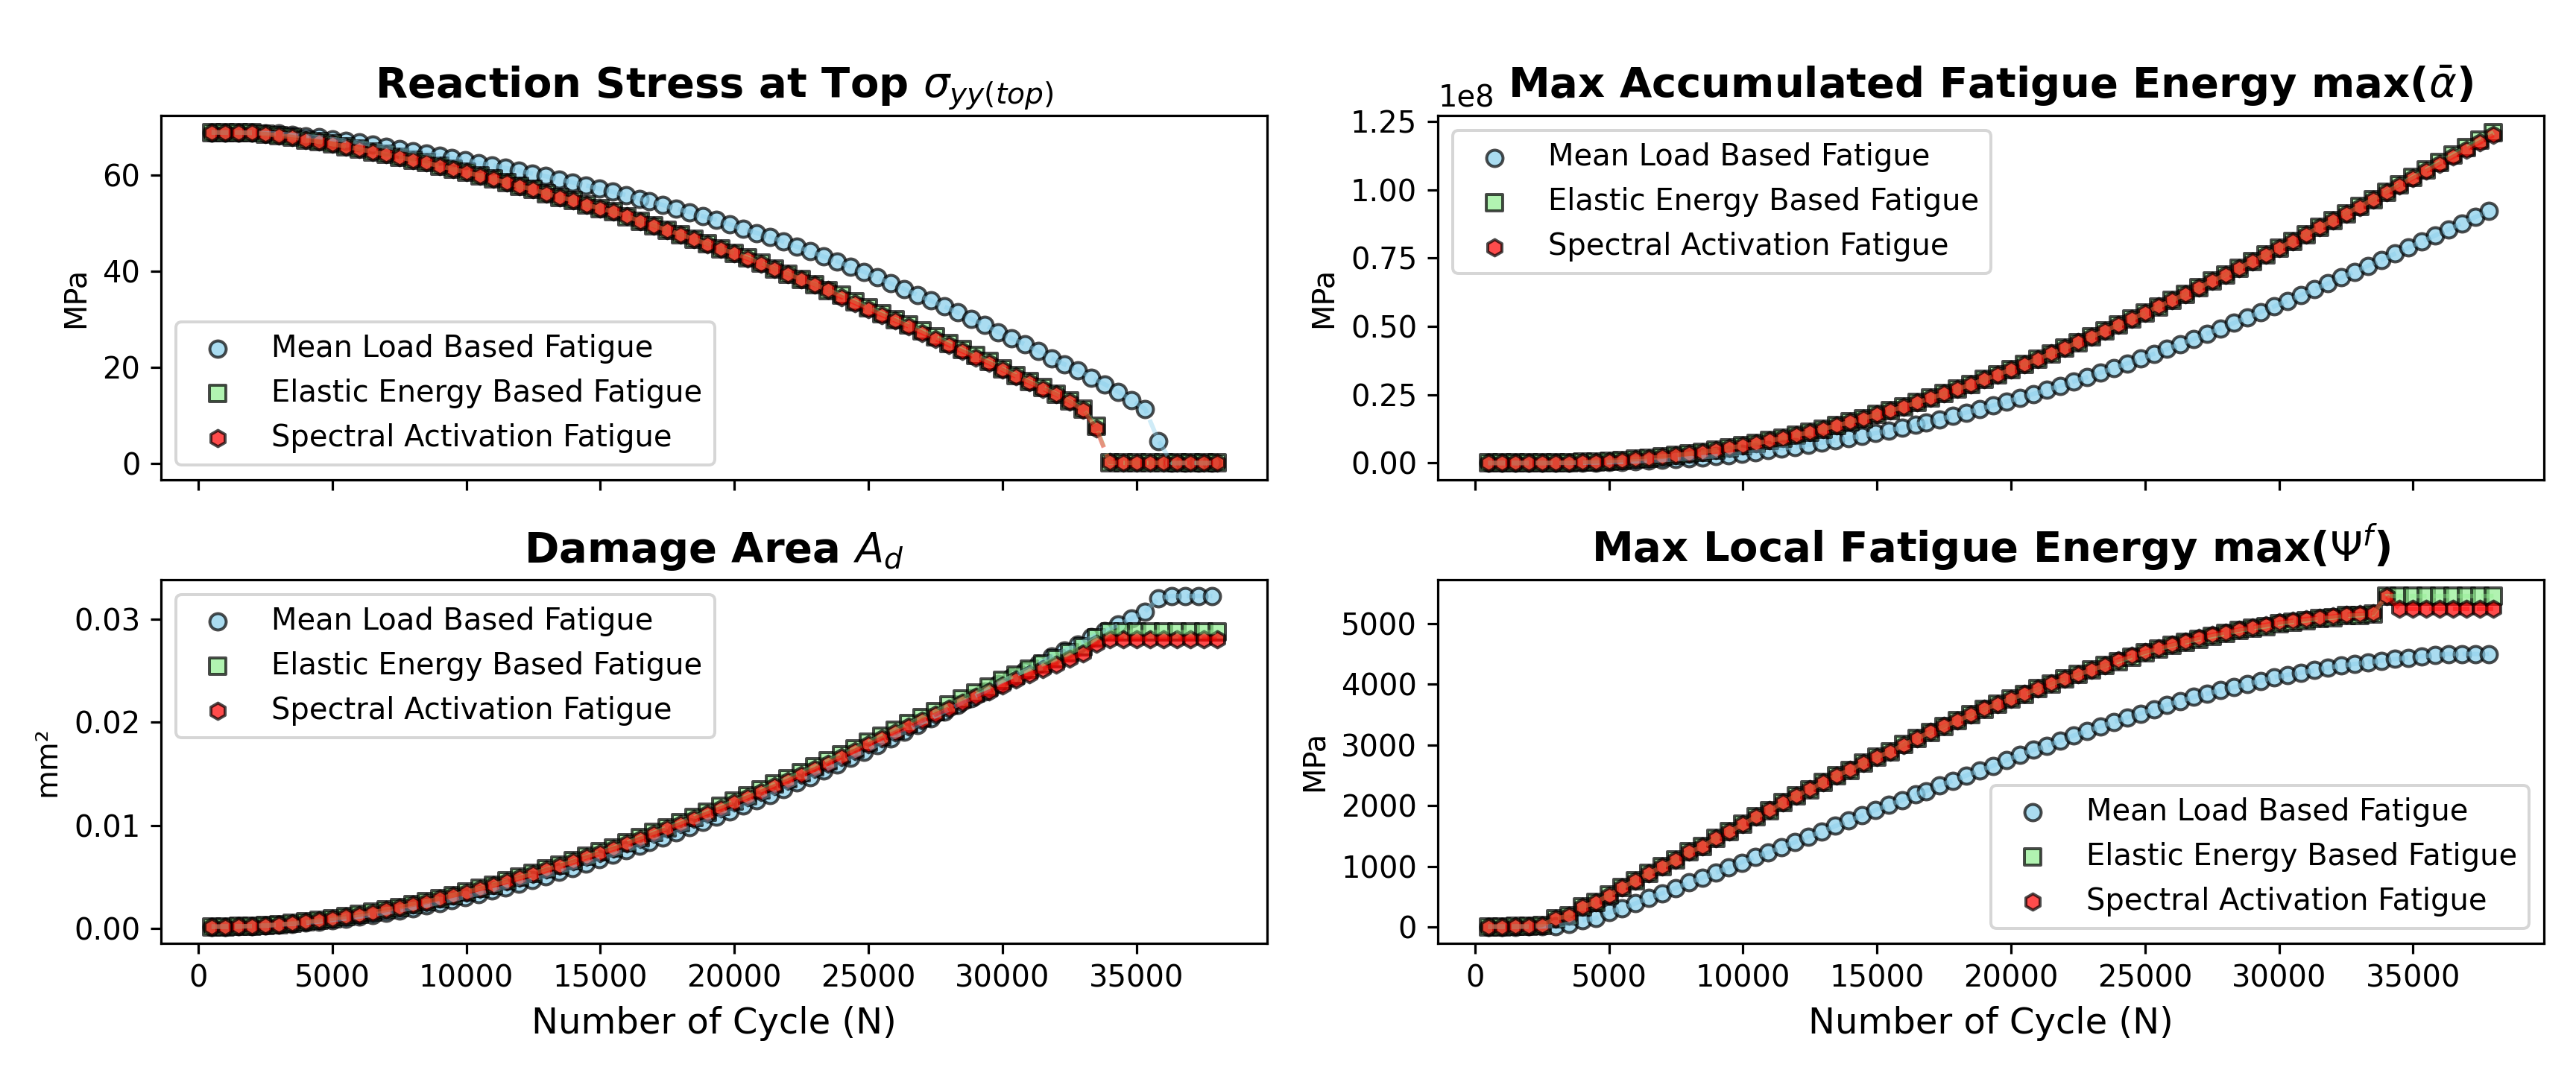 Reaction Stress at Top σyy(top)
60
40
20
0
MPa
Mean Load Based Fatigue
Elastic Energy Based Fatigue
Spectral Activation Fatigue
Max Accumulated Fatigue Energy max(ᾱ)
1e8
1.25
1.00
0.75
0.50
0.25
0.00
MPa
Mean Load Based Fatigue
Elastic Energy Based Fatigue
Spectral Activation Fatigue
Damage Area Ad
0.03
0.02
0.01
0.00
mm²
Mean Load Based Fatigue
Elastic Energy Based Fatigue
Spectral Activation Fatigue
0 5000 10000 15000 20000 25000 30000 35000
Number of Cycle (N)
Max Local Fatigue Energy max(Ψf)
5000
4000
3000
2000
1000
0
MPa
Mean Load Based Fatigue
Elastic Energy Based Fatigue
Spectral Activation Fatigue
0 5000 10000 15000 20000 25000 30000 35000
Number of Cycle (N)